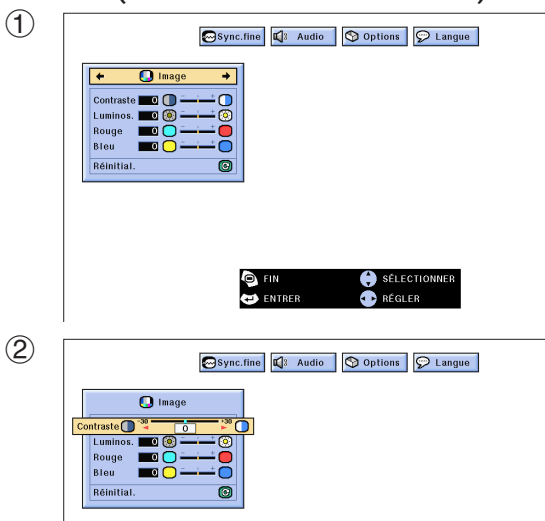 ①
Sync.fine Audio Options Langue
Image
Contraste 0 - +
Luminos. 0 - +
Rouge 0 - +
Bleu 0 - +
Réinitial.
FIN SÉLECTIONNER
ENTRER RÉGLER
②
Sync.fine Audio Options Langue
Image
Contraste -30 0 +30
Luminos. 0 - +
Rouge 0 - +
Bleu 0 - +
Réinitial.